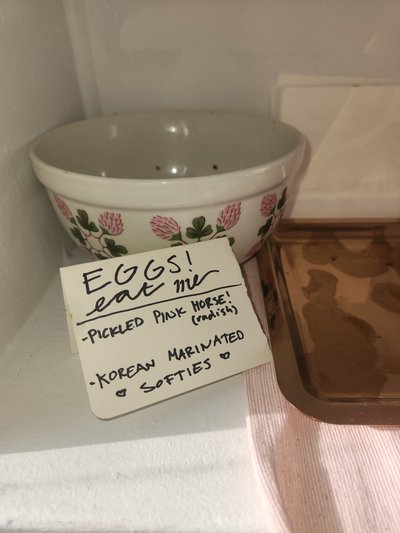 EGGS!
eat me
-PICKLED PINK HORSE!
(radish)
-KOREAN MARINATED
♥ SOFTIES ♥